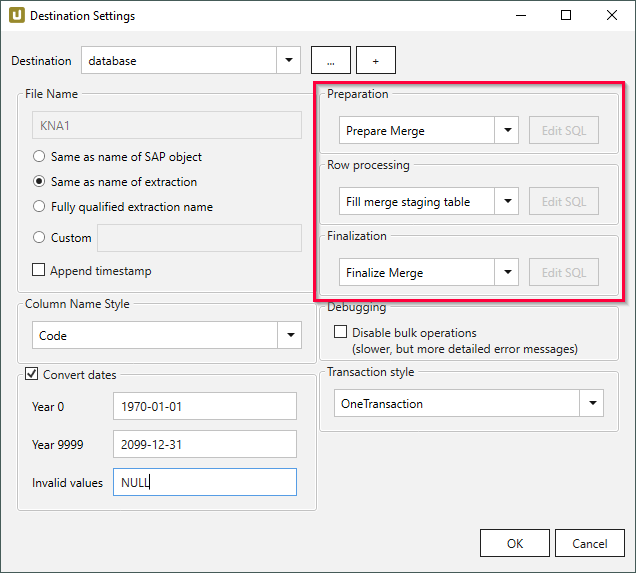 Destination Settings
Destination
database
...
+
File Name
KNA1
Same as name of SAP object
Same as name of extraction
Fully qualified extraction name
Custom
Append timestamp
Column Name Style
Code
Convert dates
Year 0
1970-01-01
Year 9999
2099-12-31
Invalid values
NULL
Preparation
Prepare Merge
Edit SQL
Row processing
Fill merge staging table
Edit SQL
Finalization
Finalize Merge
Edit SQL
Debugging
Disable bulk operations
(slower, but more detailed error messages)
Transaction style
OneTransaction
OK
Cancel